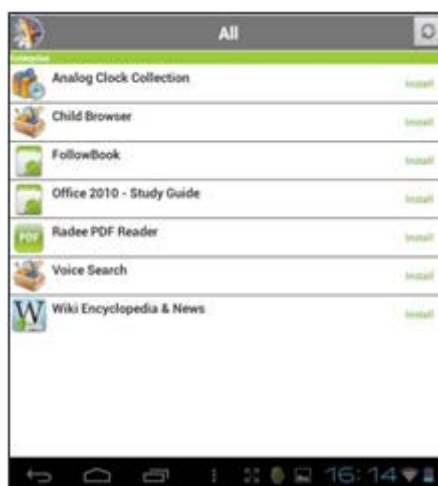 All
Enterprise
Analog Clock Collection
Install
Child Browser
Install
FollowBook
Install
Office 2010 - Study Guide
Install
PDF
Radee PDF Reader
Install
Voice Search
Install
W
Wiki Encyclopedia & News
Install
16:14